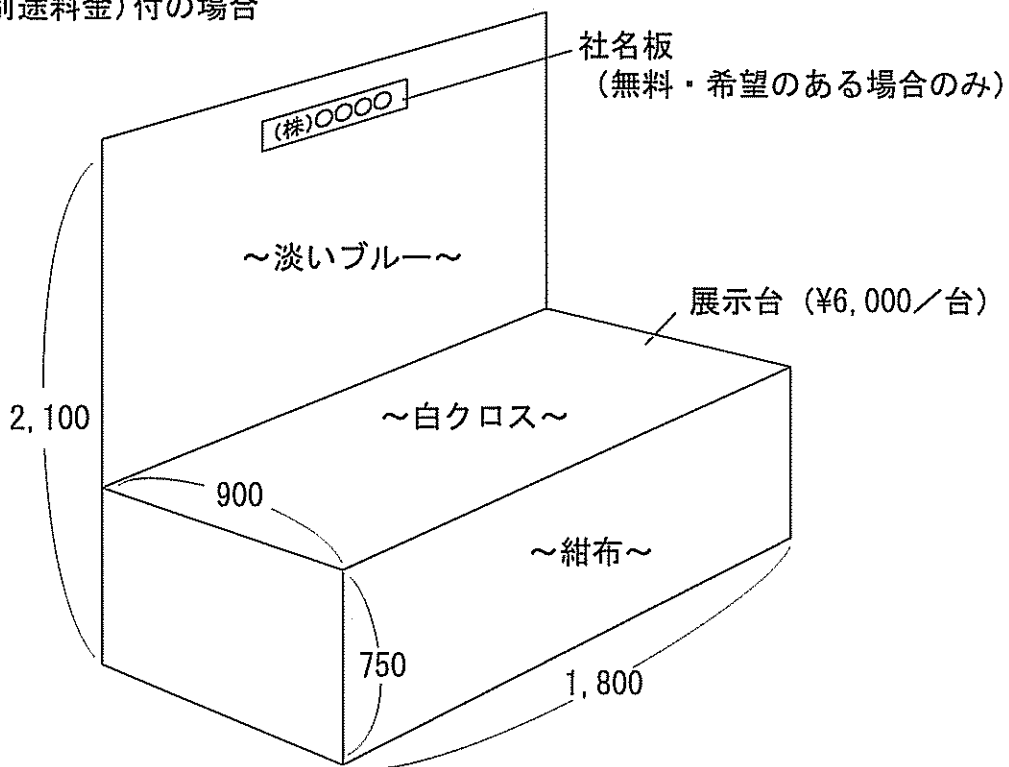 別途料金)付の場合
社名板
(無料・希望のある場合のみ)
(株)○○○○
~淡いブルー~
展示台 (¥6,000/台)
2,100
~白クロス~
900
~紺布~
750
1,800